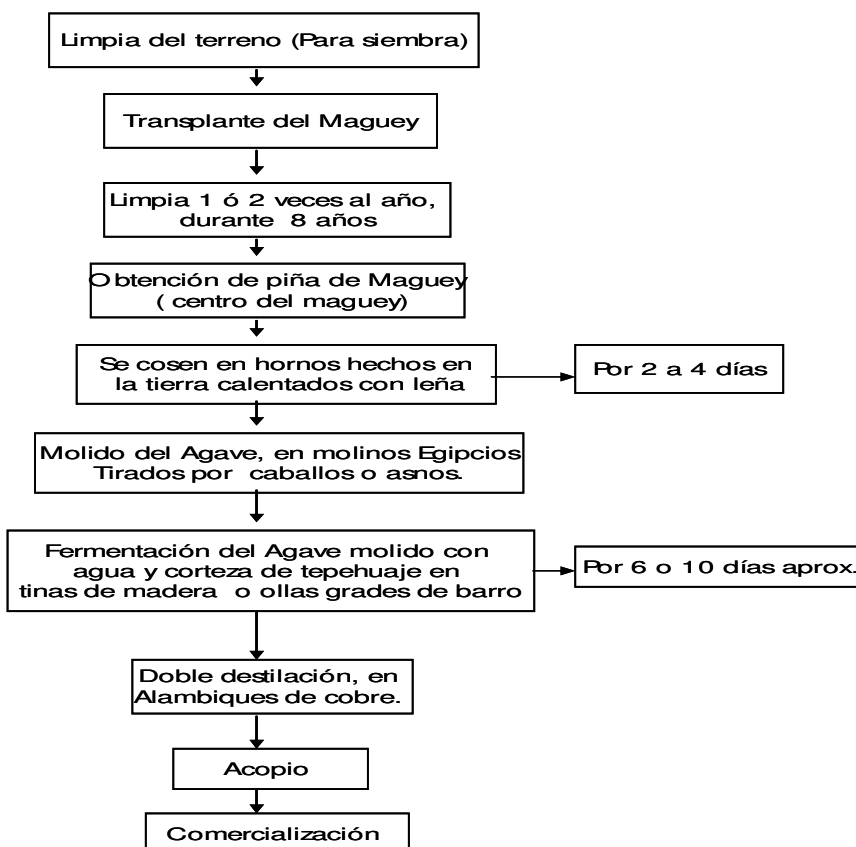 Limpia del terreno (Para siembra)
Transplante del Maguey
Limpia 1 ó 2 veces al año,
durante 8 años
Obtención de piña de Maguey
( centro del maguey)
Se cosen en hornos hechos en
la tierra calentados con leña
Por 2 a 4 días
Molido del Agave, en molinos Egipcios
Tirados por caballos o asnos.
Fermentación del Agave molido con
agua y corteza de tepehuaje en
tinas de madera o ollas grades de barro
Por 6 o 10 días aprox.
Doble destilación, en
Alambiques de cobre.
Acopio
Comercialización